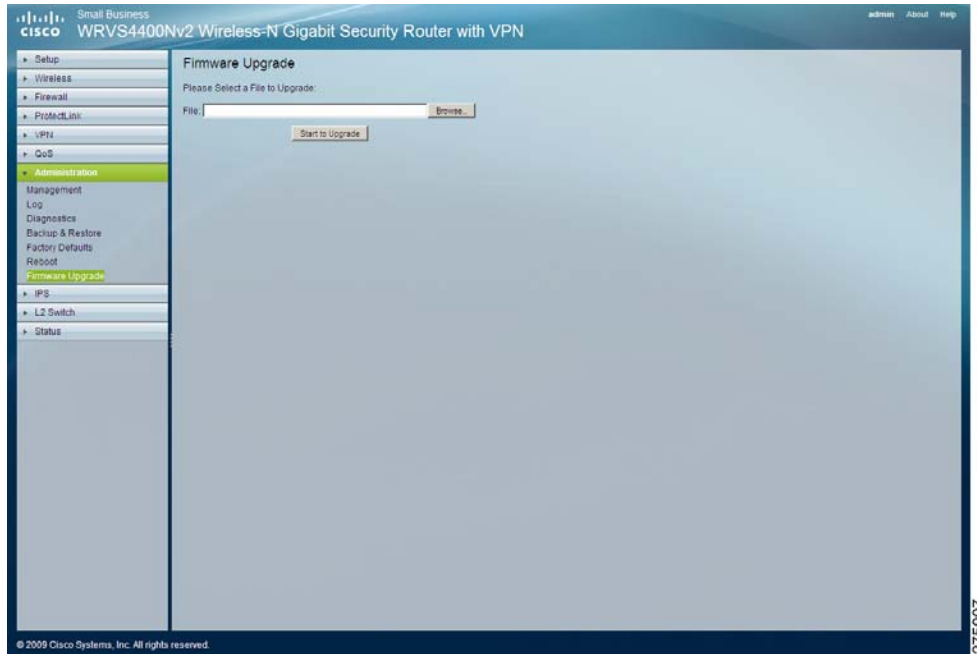 Small Business
cisco WRVS4400Nv2 Wireless-N Gigabit Security Router with VPN
admin About Help
Setup
Wireless
Firewall
ProtectLink
VPN
QoS
Administration
Management
Log
Diagnostics
Backup & Restore
Factory Defaults
Reboot
Firmware Upgrade
IPS
L2 Switch
Status
Firmware Upgrade
Please Select a File to Upgrade:
File: Browse...
Start to Upgrade
© 2009 Cisco Systems, Inc. All rights reserved.